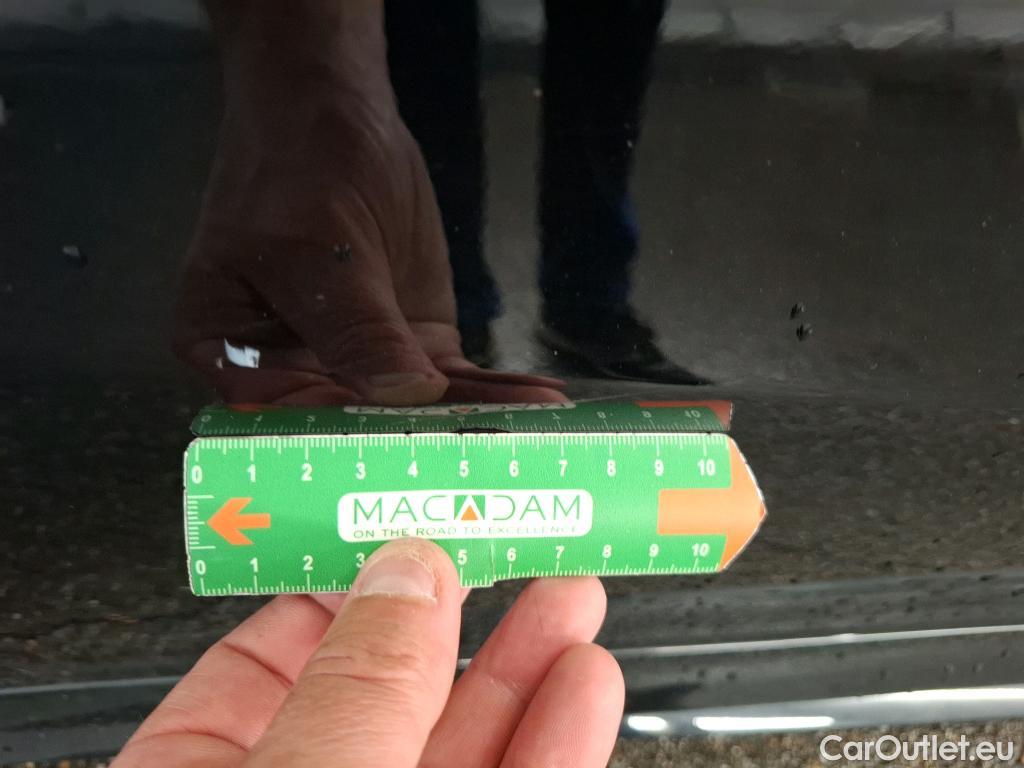 0 1 2 3 4 5 6 7 8 9 10
MACADAM
ON THE ROAD TO EXCELLENCE
0 1 2 3 5 6 7 8 9 10
CarOutlet.eu